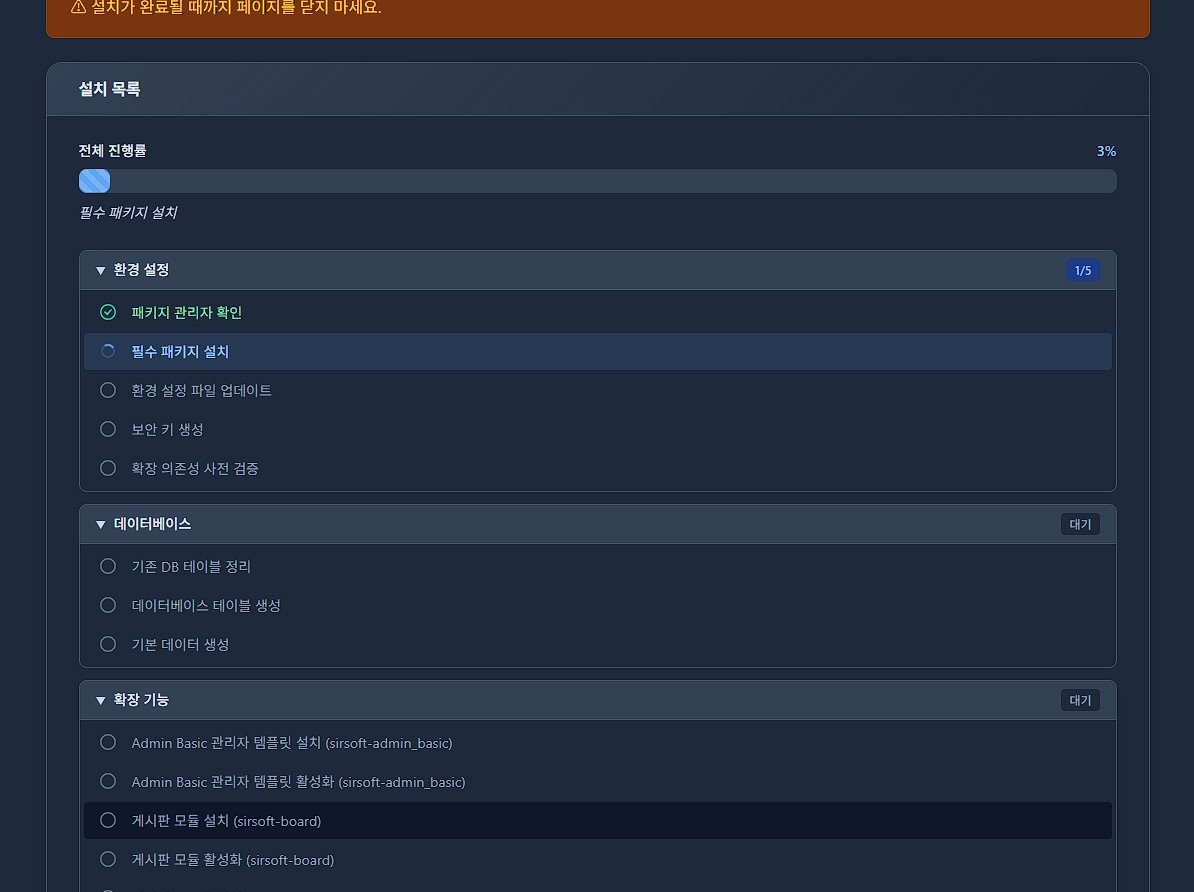 ⚠ 설치가 완료될 때까지 페이지를 닫지 마세요.
설치 목록
전체 진행률 3%
필수 패키지 설치
▼ 환경 설정 1/5
패키지 관리자 확인
필수 패키지 설치
환경 설정 파일 업데이트
보안 키 생성
확장 의존성 사전 검증
▼ 데이터베이스 대기
기존 DB 테이블 정리
데이터베이스 테이블 생성
기본 데이터 생성
▼ 확장 기능 대기
Admin Basic 관리자 템플릿 설치 (sirsoft-admin_basic)
Admin Basic 관리자 템플릿 활성화 (sirsoft-admin_basic)
게시판 모듈 설치 (sirsoft-board)
게시판 모듈 활성화 (sirsoft-board)